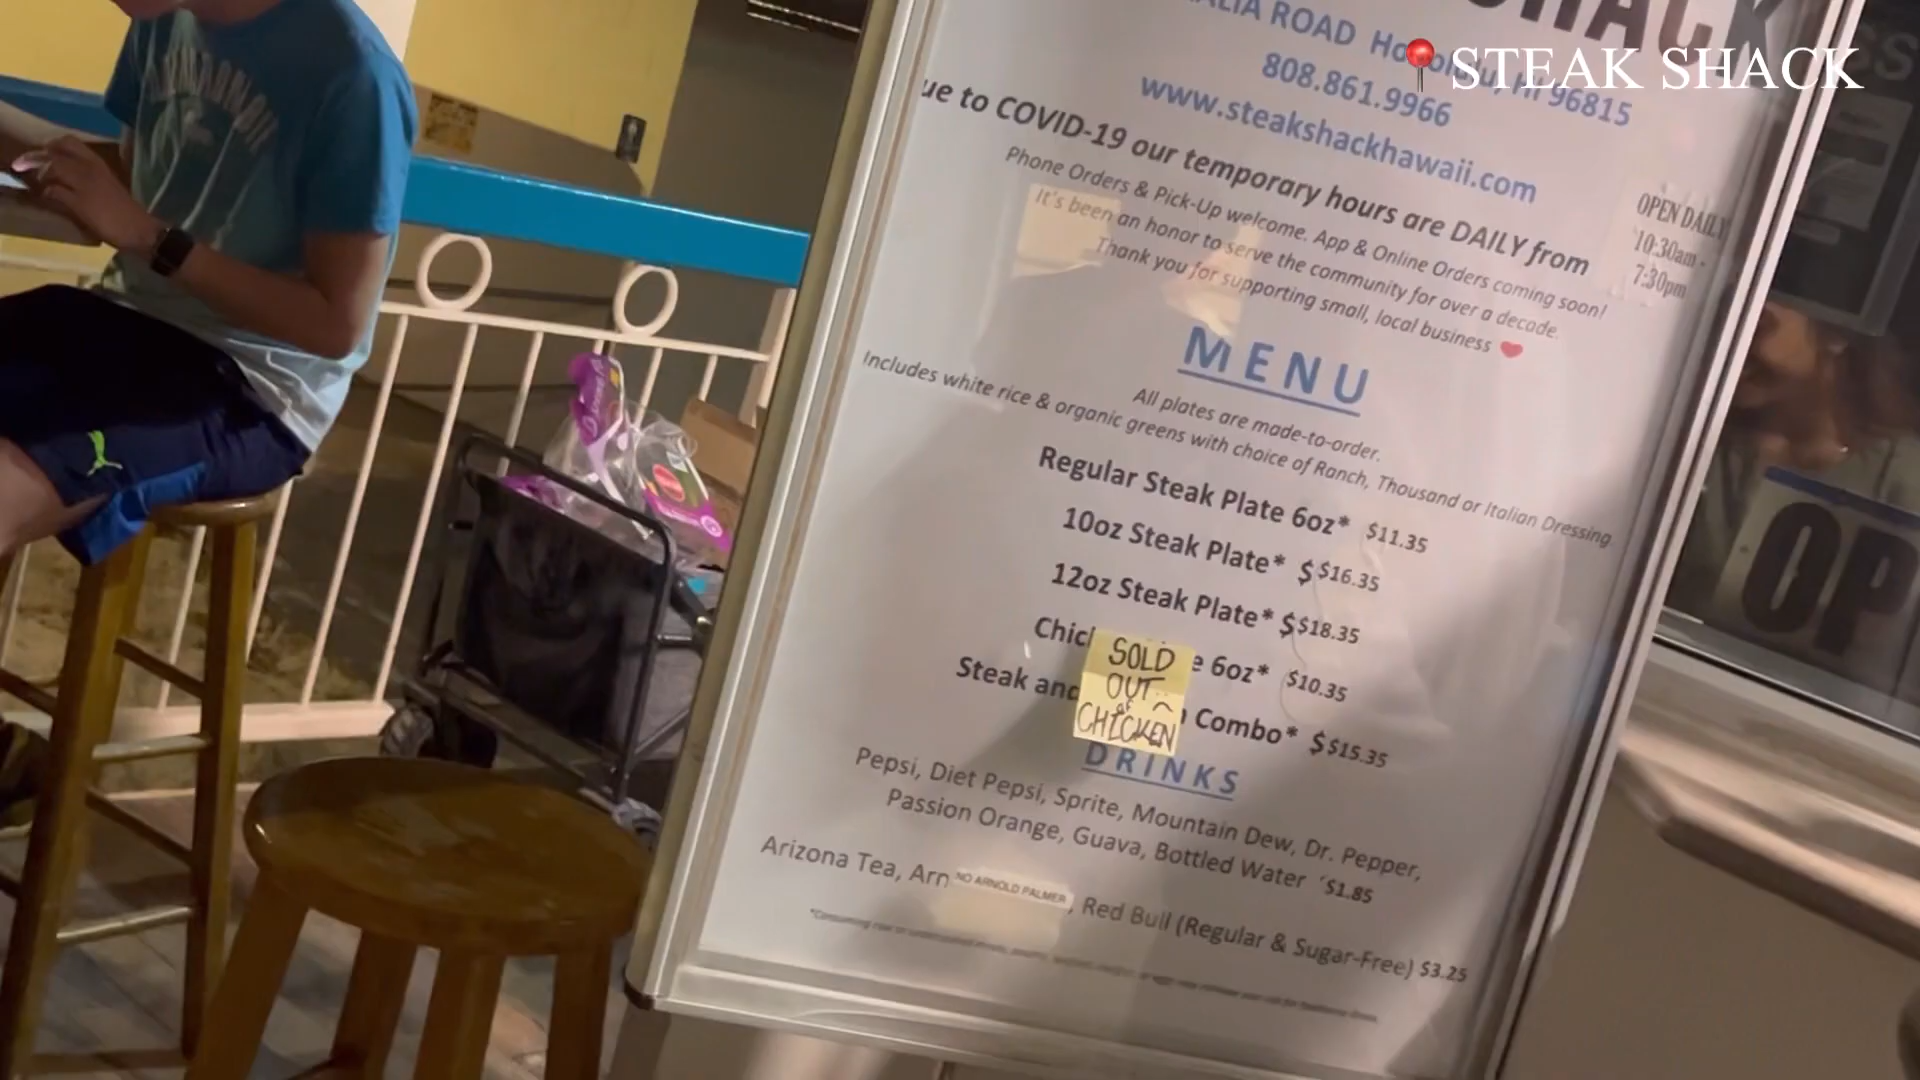 SHACK
📍STEAK SHACK
ALIA ROAD Honolulu, HI 96815
808.861.9966
www.steakshackhawaii.com
ue to COVID-19 our temporary hours are DAILY from
OPEN DAILY
10:30am -
7:30pm
Phone Orders & Pick-Up welcome. App & Online Orders coming soon!
It's been an honor to serve the community for over a decade.
Thank you for supporting small, local business ❤
MENU
All plates are made-to-order.
Includes white rice & organic greens with choice of Ranch, Thousand or Italian Dressing
Regular Steak Plate 6oz* $11.35
10oz Steak Plate* $ $16.35
12oz Steak Plate* $ $18.35
Chic e 6oz* $10.35
Steak and Combo* $ $15.35
SOLD
OUT
of
CHICKEN
DRINKS
Pepsi, Diet Pepsi, Sprite, Mountain Dew, Dr. Pepper,
Passion Orange, Guava, Bottled Water $1.85
Arizona Tea, Arn NO ARNOLD PALMER, Red Bull (Regular & Sugar-Free) $3.25
OP